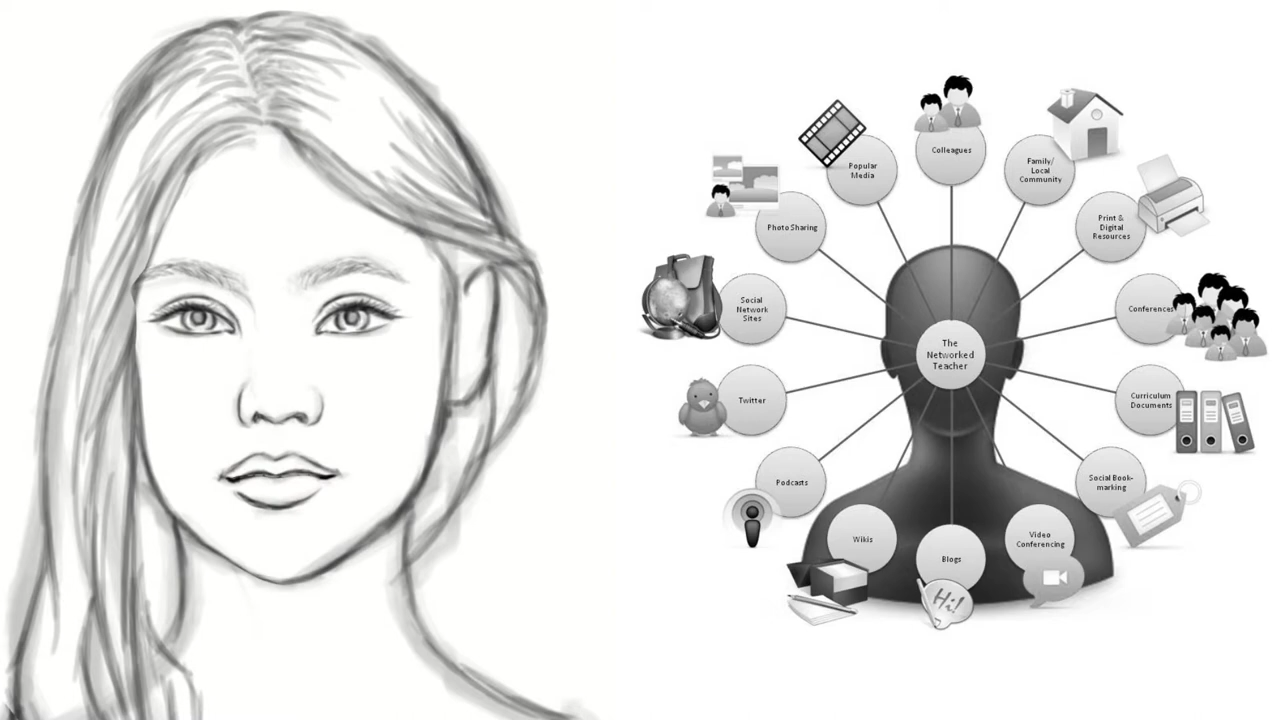 Colleagues
Popular
Media
Family/
Local
Community
Photo Sharing
Print &
Digital
Resources
Social
Network
Sites
Conferences
The
Networked
Teacher
Twitter
Curriculum
Documents
Podcasts
Social Book-
marking
Wikis
Blogs
Video
Conferencing
Hi!